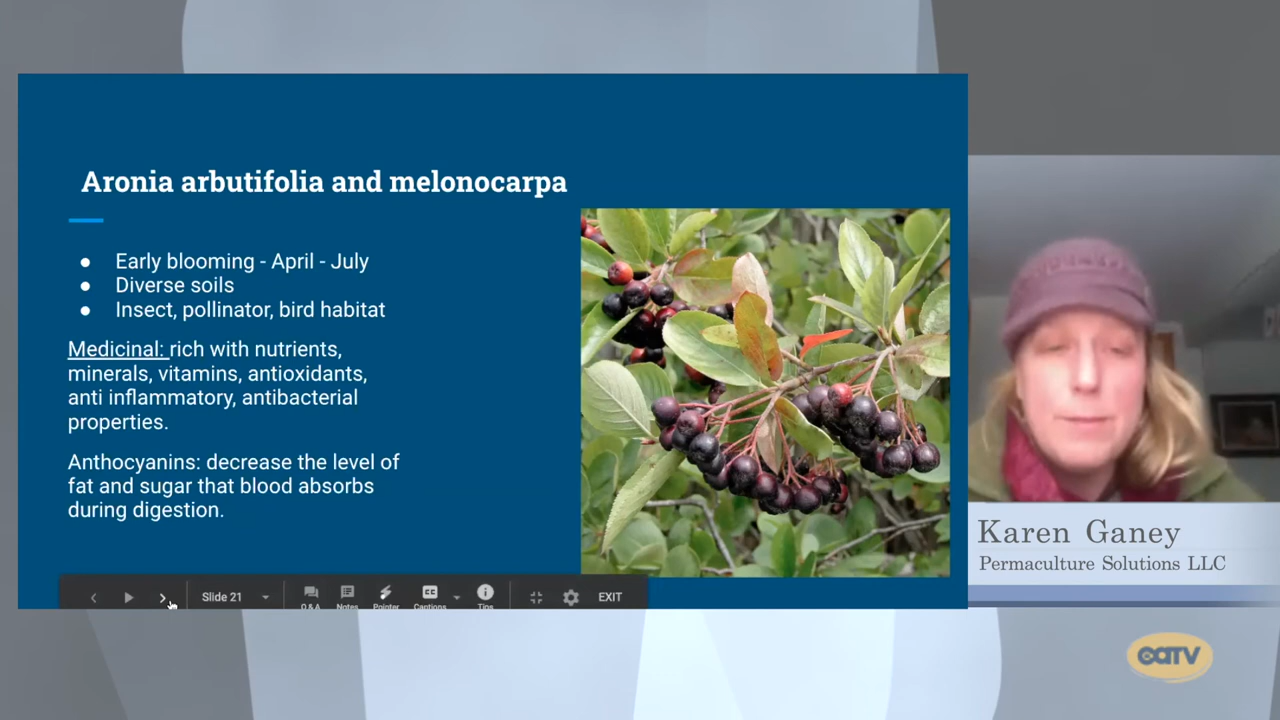 Aronia arbutifolia and melonocarpa
● Early blooming - April - July
● Diverse soils
● Insect, pollinator, bird habitat
Medicinal: rich with nutrients,
minerals, vitamins, antioxidants,
anti inflammatory, antibacterial
properties.
Anthocyanins: decrease the level of
fat and sugar that blood absorbs
during digestion.
Slide 21
Q & A
Notes
Pointer
Captions
Tips
EXIT
Karen Ganey
Permaculture Solutions LLC
catv